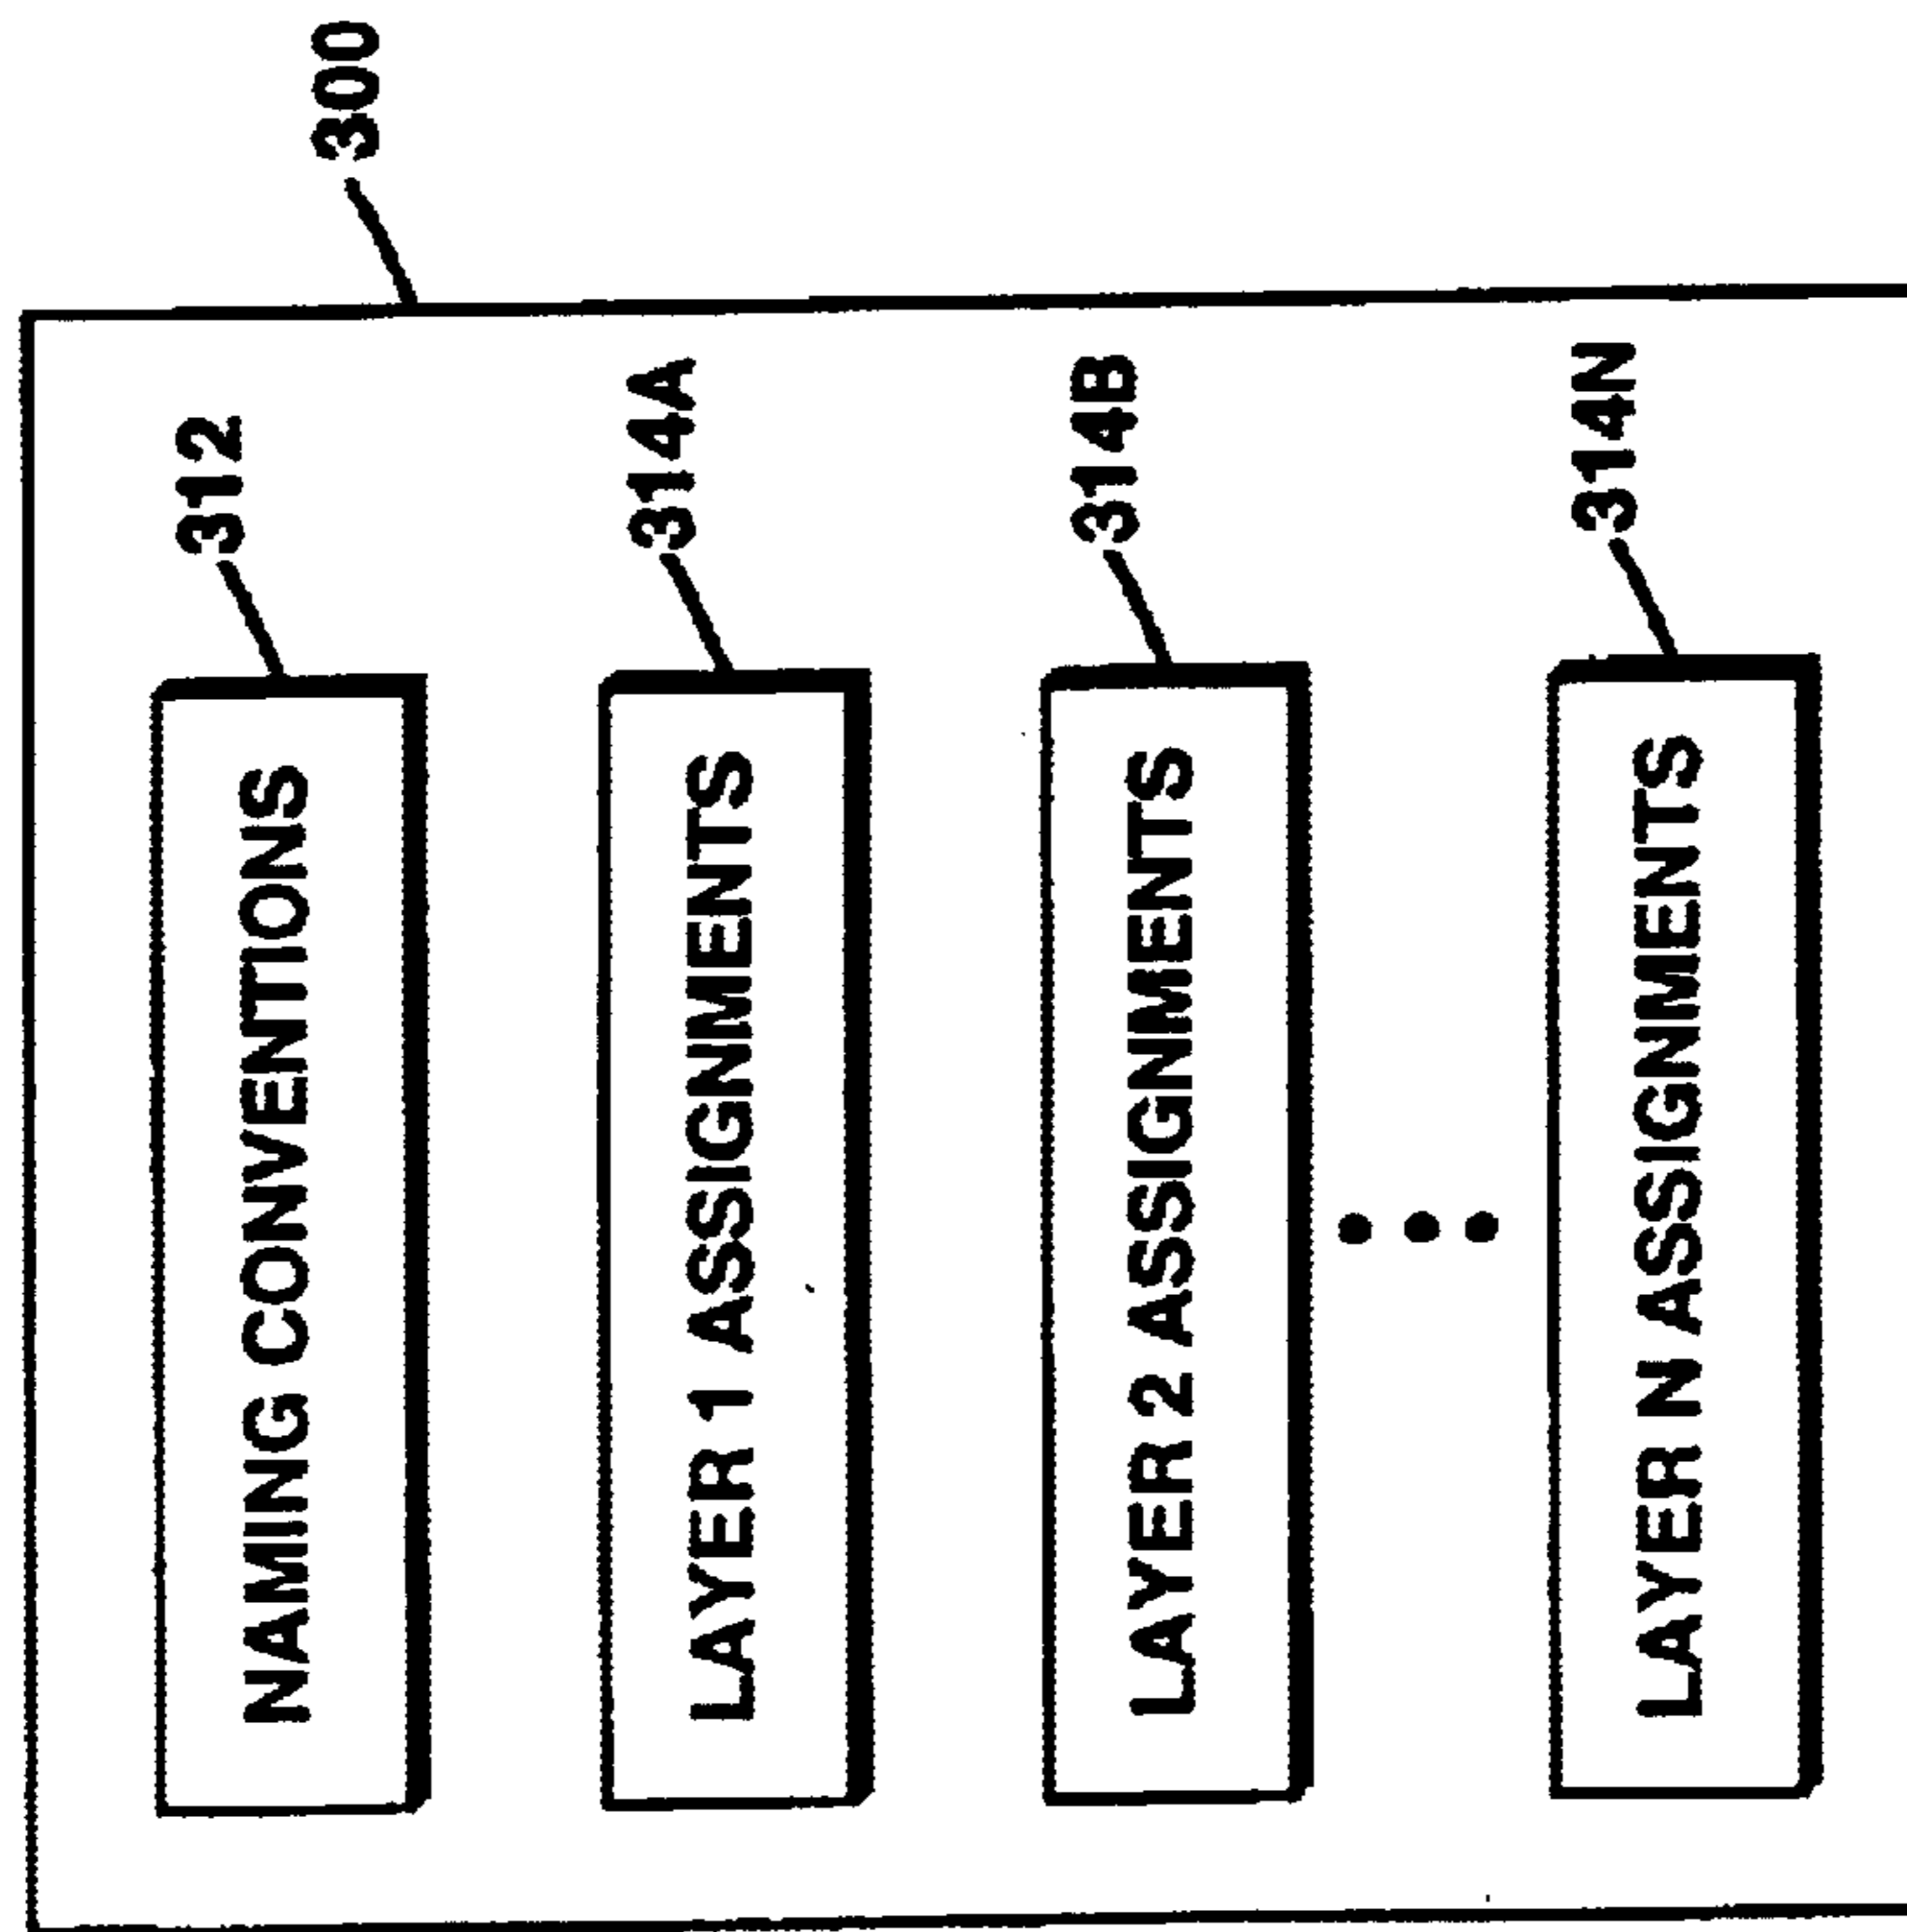 300
312
NAMING CONVENTIONS
314A
LAYER 1 ASSIGNMENTS
314B
LAYER 2 ASSIGNMENTS
314N
LAYER N ASSIGNMENTS